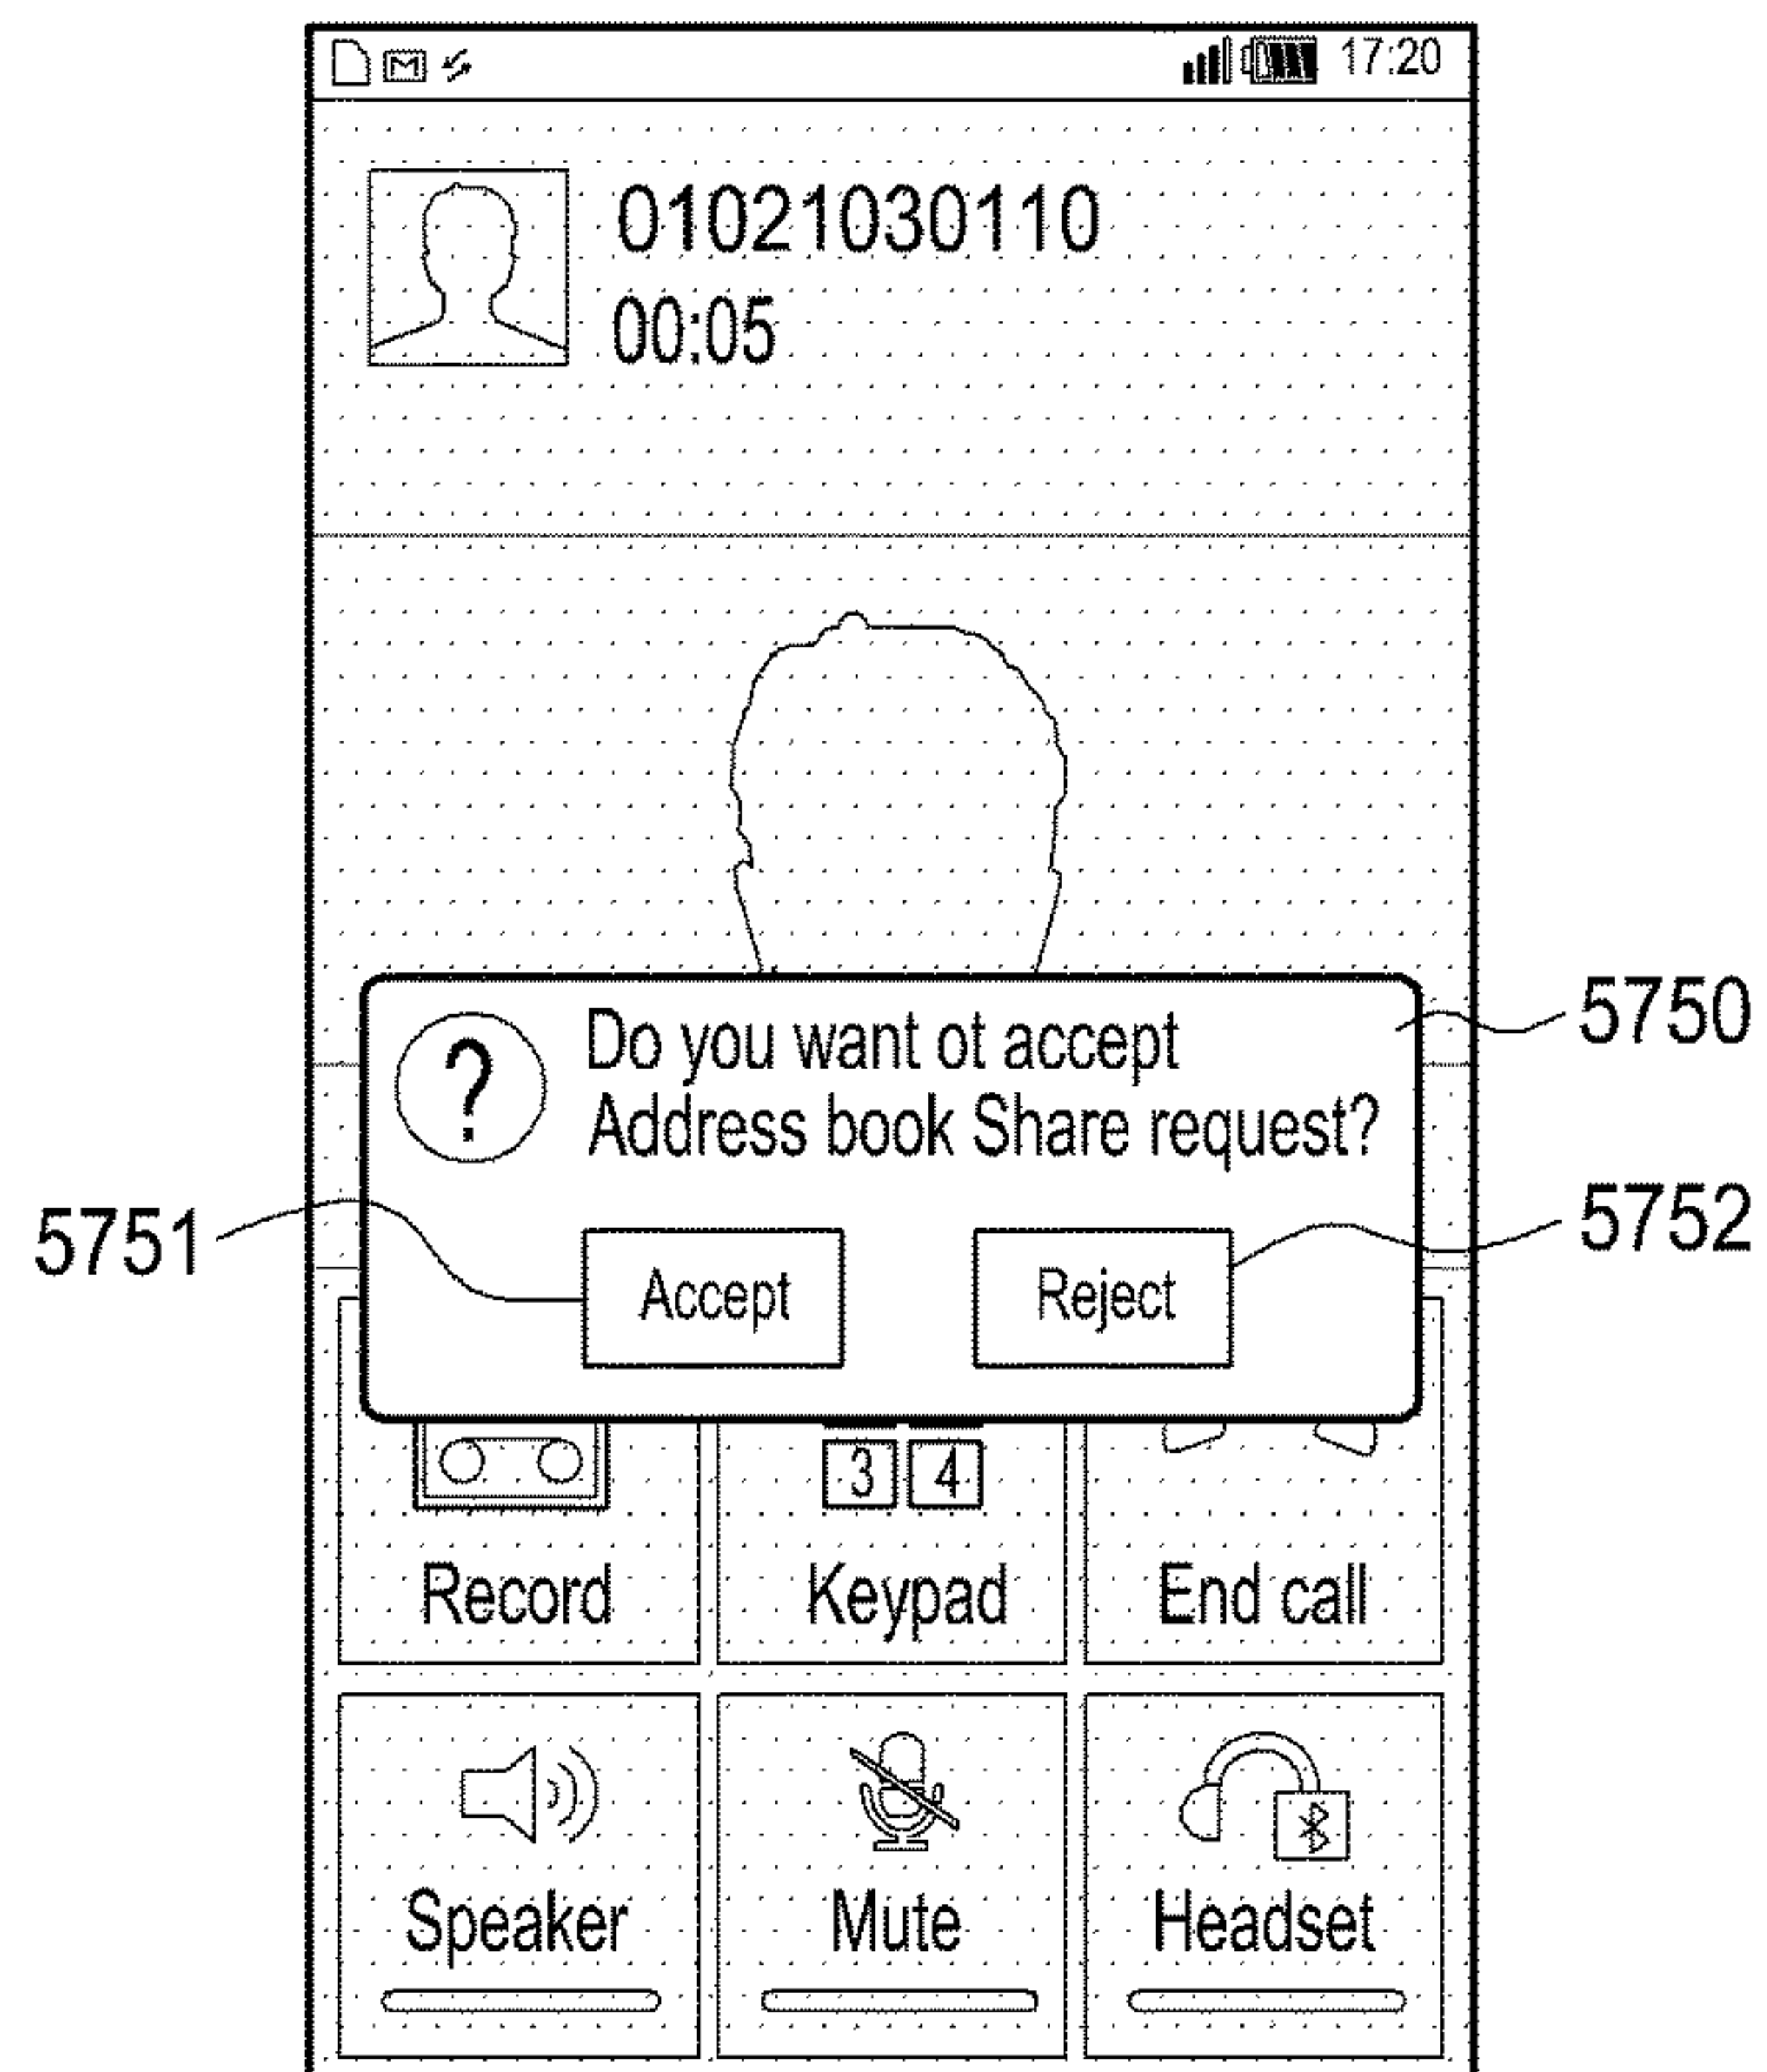 M 17:20
01021030110
00:05
?
Do you want ot accept
Address book Share request?
5750
5751
5752
Accept Reject
3 4
Record Keypad End call
Speaker Mute Headset